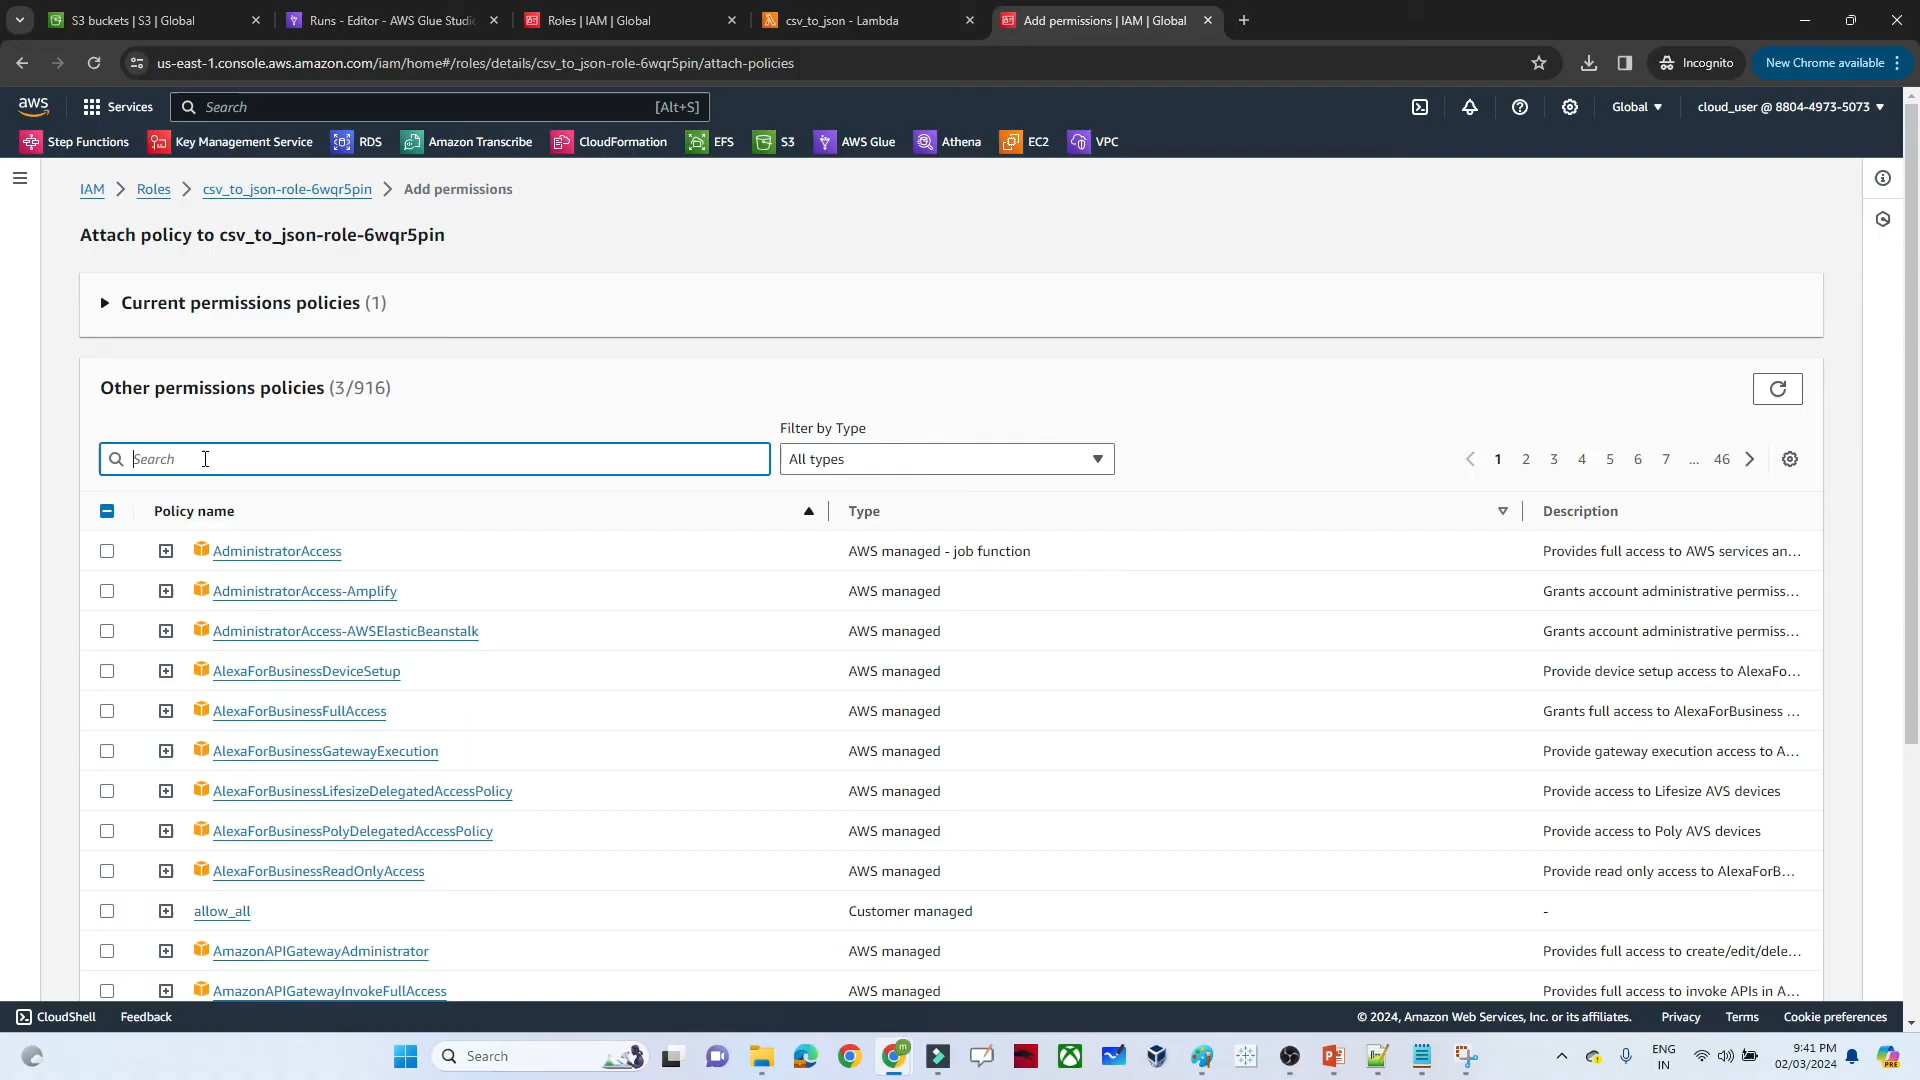 S3 buckets | S3 | Global
Runs - Editor - AWS Glue Studi
Roles | IAM | Global
csv_to_json - Lambda
Add permissions | IAM | Global
us-east-1.console.aws.amazon.com/iam/home#/roles/details/csv_to_json-role-6wqr5pin/attach-policies
Incognito
New Chrome available
aws
Services
Search
[Alt+S]
Global
cloud_user @ 8804-4973-5073
Step Functions
Key Management Service
RDS
Amazon Transcribe
CloudFormation
EFS
S3
AWS Glue
Athena
EC2
VPC
IAM > Roles > csv_to_json-role-6wqr5pin > Add permissions
Attach policy to csv_to_json-role-6wqr5pin
Current permissions policies (1)
Other permissions policies (3/916)
Filter by Type
Search
All types
1 2 3 4 5 6 7 ... 46
Policy name Type Description
AdministratorAccess AWS managed - job function Provides full access to AWS services an...
AdministratorAccess-Amplify AWS managed Grants account administrative permiss...
AdministratorAccess-AWSElasticBeanstalk AWS managed Grants account administrative permiss...
AlexaForBusinessDeviceSetup AWS managed Provide device setup access to AlexaFo...
AlexaForBusinessFullAccess AWS managed Grants full access to AlexaForBusiness ...
AlexaForBusinessGatewayExecution AWS managed Provide gateway execution access to A...
AlexaForBusinessLifesizeDelegatedAccessPolicy AWS managed Provide access to Lifesize AVS devices
AlexaForBusinessPolyDelegatedAccessPolicy AWS managed Provide access to Poly AVS devices
AlexaForBusinessReadOnlyAccess AWS managed Provide read only access to AlexaForB...
allow_all Customer managed -
AmazonAPIGatewayAdministrator AWS managed Provides full access to create/edit/dele...
AmazonAPIGatewayInvokeFullAccess AWS managed Provides full access to invoke APIs in A...
CloudShell Feedback © 2024, Amazon Web Services, Inc. or its affiliates. Privacy Terms Cookie preferences
Search
ENG
IN
9:41 PM
02/03/2024